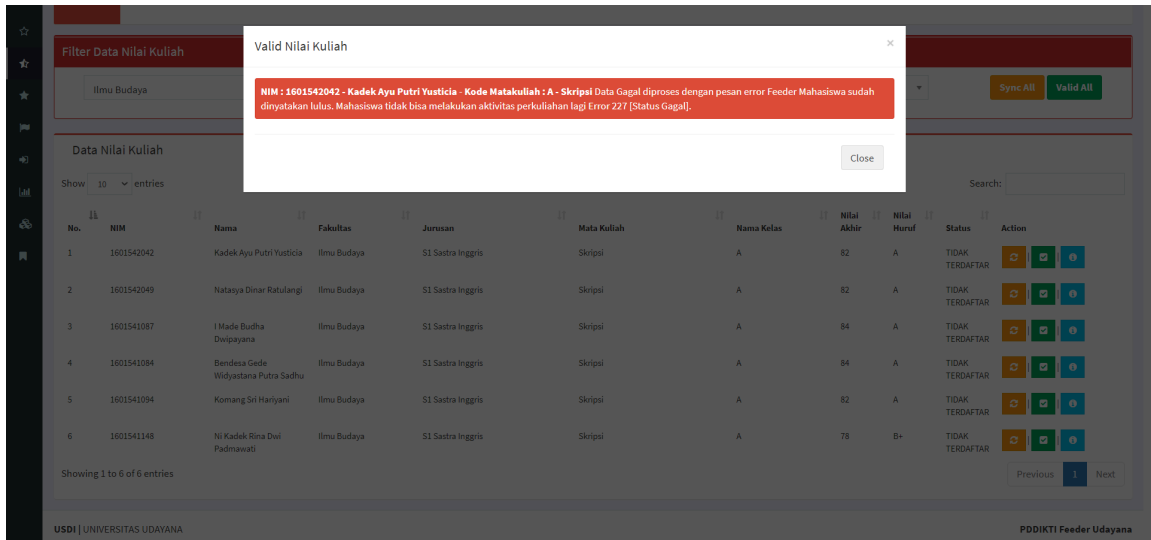 Valid Nilai Kuliah
×
Filter Data Nilai Kuliah
NIM : 1601542042 - Kadek Ayu Putri Yusticia - Kode Matakuliah : A - Skripsi Data Gagal diproses dengan pesan error Feeder Mahasiswa sudah
dinyatakan lulus. Mahasiswa tidak bisa melakukan aktivitas perkuliahan lagi Error 227 [Status Gagal].
Ilmu Budaya
Sync All Valid All
Close
Data Nilai Kuliah
Show 10 entries
Search:
No. NIM Nama Fakultas Jurusan Mata Kuliah Nama Kelas Nilai Akhir Nilai Huruf Status Action
1 1601542042 Kadek Ayu Putri Yusticia Ilmu Budaya S1 Sastra Inggris Skripsi A 82 A TIDAK TERDAFTAR
2 1601542049 Natasya Dinar Ratulangi Ilmu Budaya S1 Sastra Inggris Skripsi A 82 A TIDAK TERDAFTAR
3 1601541087 I Made Budha Dwipayana Ilmu Budaya S1 Sastra Inggris Skripsi A 84 A TIDAK TERDAFTAR
4 1601541084 Bendesa Gede Widyastana Putra Sadhu Ilmu Budaya S1 Sastra Inggris Skripsi A 84 A TIDAK TERDAFTAR
5 1601541094 Komang Sri Hariyani Ilmu Budaya S1 Sastra Inggris Skripsi A 82 A TIDAK TERDAFTAR
6 1601541148 Ni Kadek Rina Dwi Padmawati Ilmu Budaya S1 Sastra Inggris Skripsi A 78 B+ TIDAK TERDAFTAR
Showing 1 to 6 of 6 entries
Previous 1 Next
USDI | UNIVERSITAS UDAYANA
PDDIKTI Feeder Udayana